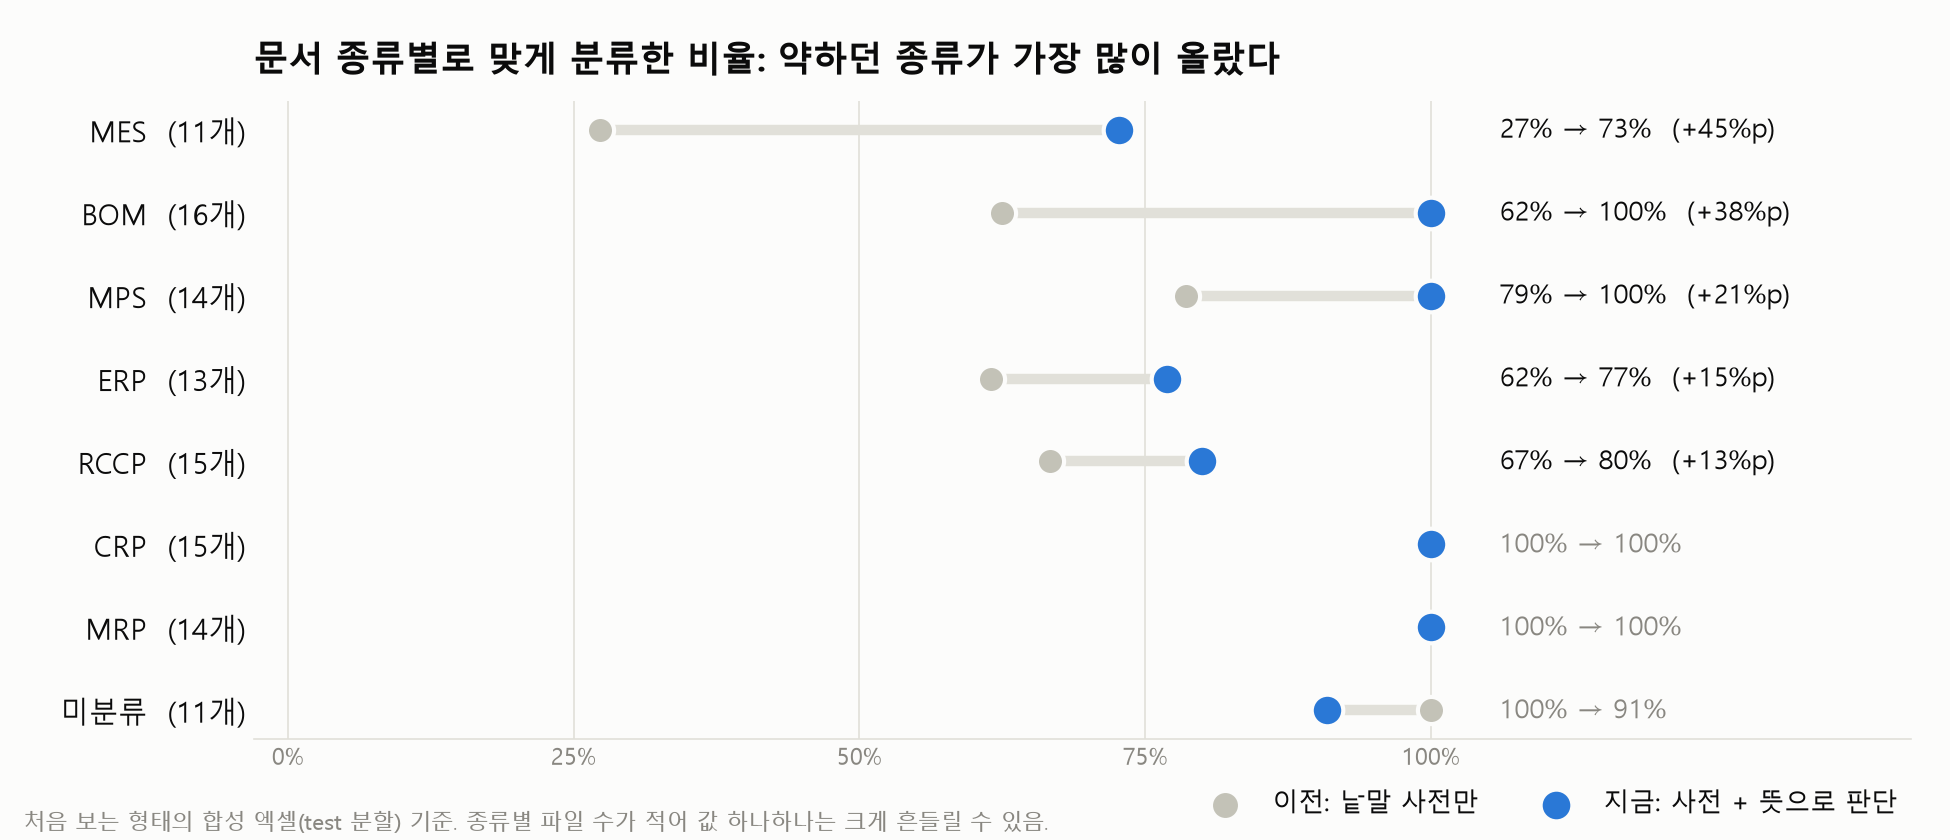 문서 종류별로 맞게 분류한 비율: 약하던 종류가 가장 많이 올랐다
MES (11개) 27% → 73% (+45%p)
BOM (16개) 62% → 100% (+38%p)
MPS (14개) 79% → 100% (+21%p)
ERP (13개) 62% → 77% (+15%p)
RCCP (15개) 67% → 80% (+13%p)
CRP (15개) 100% → 100%
MRP (14개) 100% → 100%
미분류 (11개) 100% → 91%
0% 25% 50% 75% 100%
이전: 낱말 사전만 지금: 사전 + 뜻으로 판단
처음 보는 형태의 합성 엑셀(test 분할) 기준. 종류별 파일 수가 적어 값 하나하나는 크게 흔들릴 수 있음.